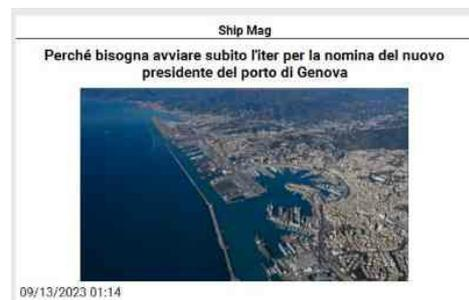 Ship Mag
Perché bisogna avviare subito l'iter per la nomina del nuovo
presidente del porto di Genova
09/13/2023 01:14